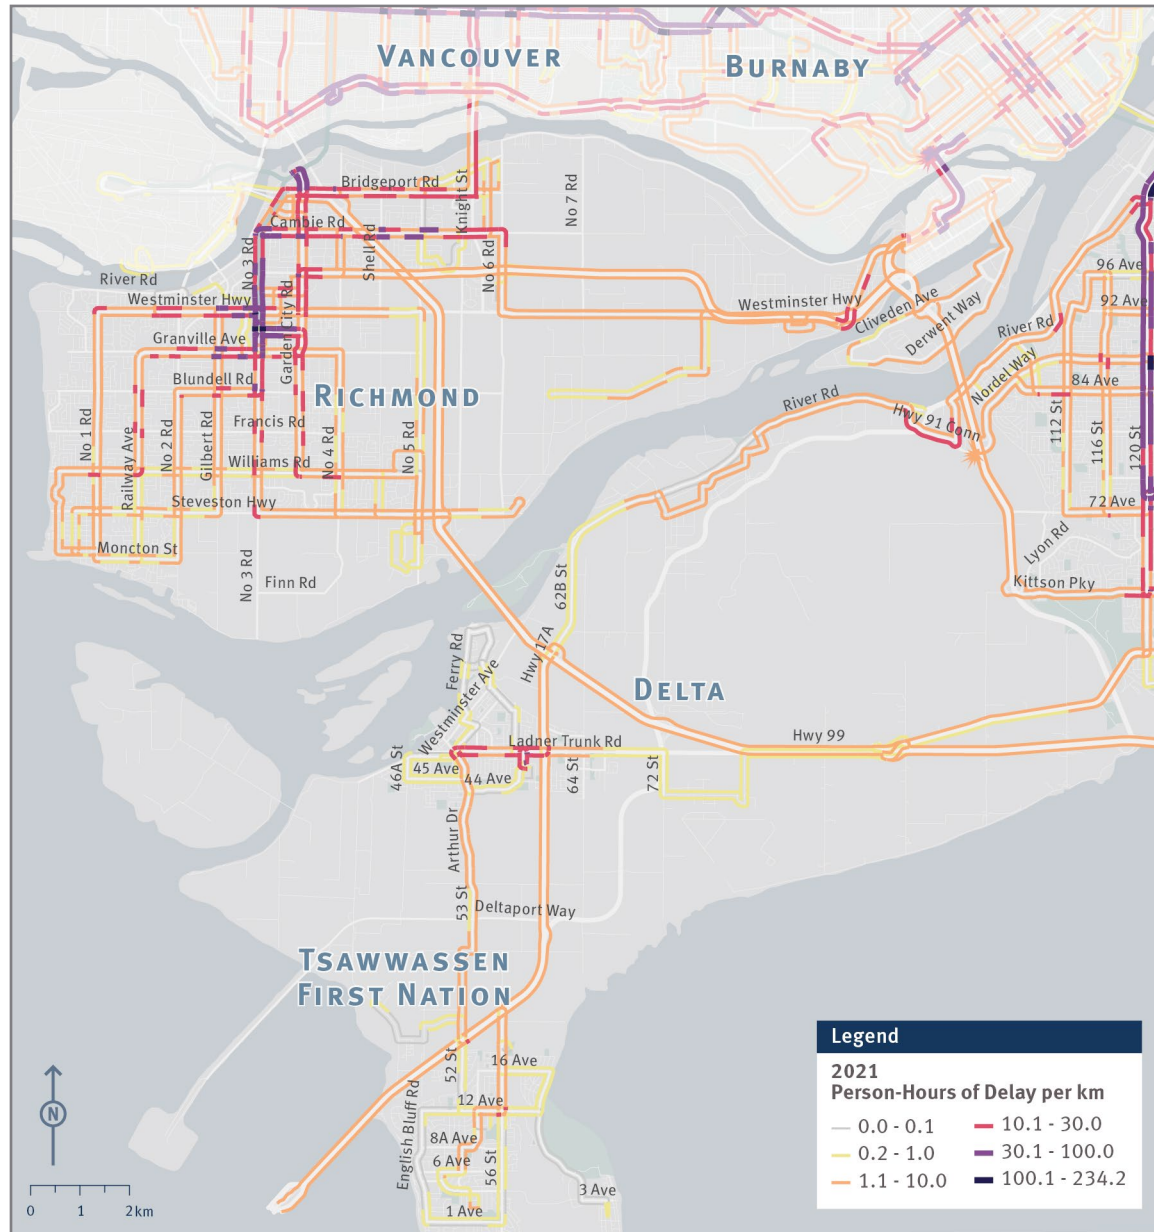 VANCOUVER
BURNABY
Bridgeport Rd
Knight St
No 7 Rd
Cambie Rd
Shell Rd
No 3 Rd
No 6 Rd
River Rd
96 Ave
Westminster Hwy
Garden City Rd
Westminster Hwy
Cliveden Ave
92 Ave
Derwent Way
River Rd
Granville Ave
Nordel Way
Blundell Rd
RICHMOND
84 Ave
River Rd
No 1 Rd
Railway Ave
No 2 Rd
Gilbert Rd
Francis Rd
No 4 Rd
No 5 Rd
Hwy 91 Conn
112 St
116 St
120 St
Williams Rd
Steveston Hwy
72 Ave
Moncton St
Lyon Rd
No 3 Rd
Finn Rd
62B St
Kittson Pky
Ferry Rd
Hwy 17A
Westminster Ave
DELTA
Ladner Trunk Rd
Hwy 99
46A St
45 Ave
44 Ave
64 St
72 St
Arthur Dr
53 St
Deltaport Way
TSAWWASSEN
FIRST NATION
52 St
16 Ave
English Bluff Rd
12 Ave
8A Ave
6 Ave
56 St
3 Ave
1 Ave
N
0 1 2 km
Legend
2021
Person-Hours of Delay per km
0.0 - 0.1
10.1 - 30.0
0.2 - 1.0
30.1 - 100.0
1.1 - 10.0
100.1 - 234.2